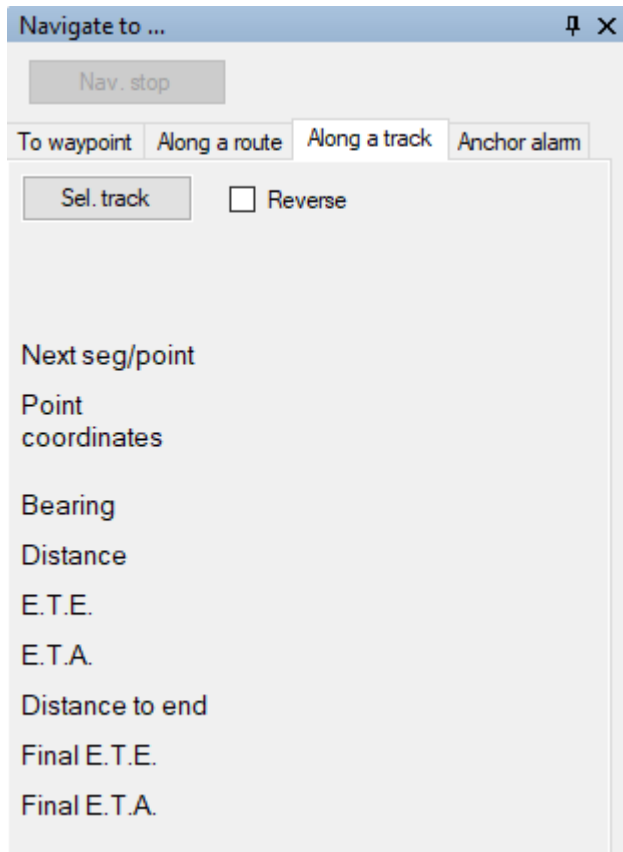 Navigate to ...
Nav. stop
To waypoint Along a route Along a track Anchor alarm
Sel. track Reverse
Next seg/point
Point
coordinates
Bearing
Distance
E.T.E.
E.T.A.
Distance to end
Final E.T.E.
Final E.T.A.